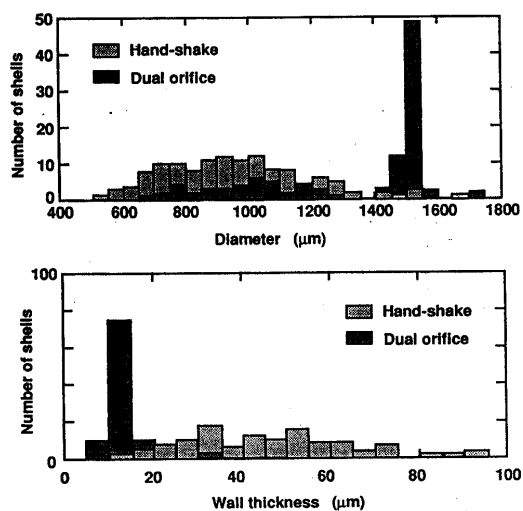 50
40
30
20
10
0
Number of shells
Hand-shake
Dual orifice
400 600 800 1000 1200 1400 1600 1800
Diameter (μm)
100
0
Number of shells
Hand-shake
Dual orifice
0 20 40 60 80 100
Wall thickness (μm)